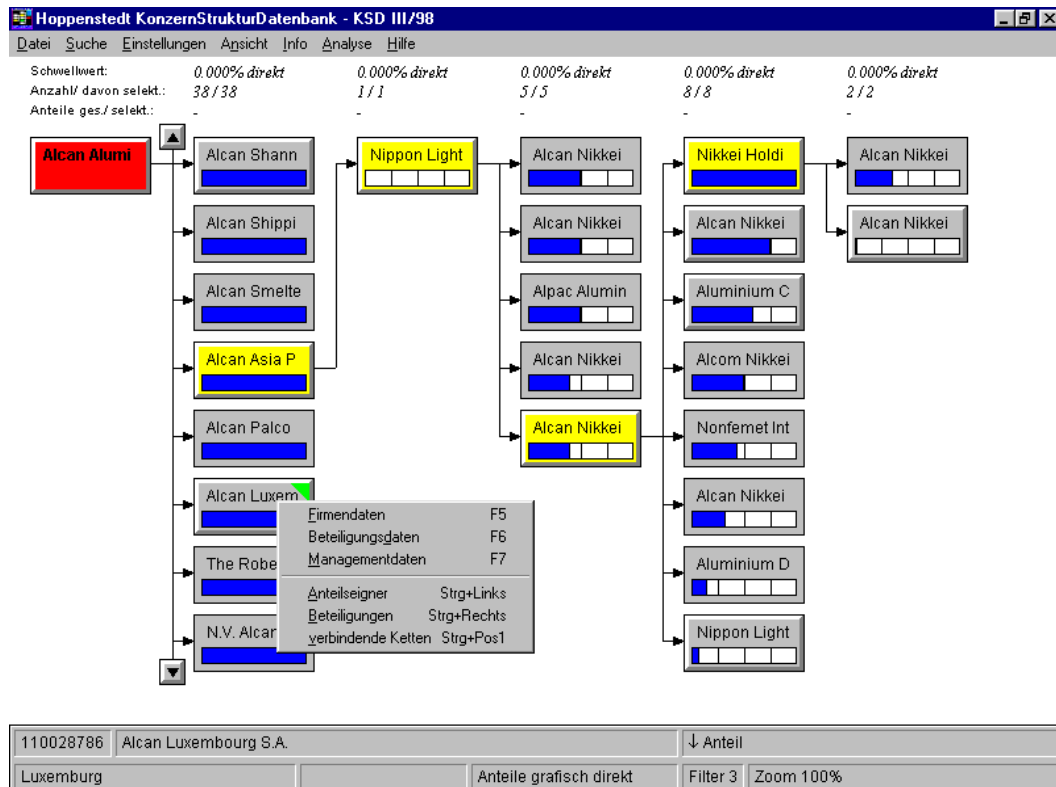 Hoppenstedt KonzernStrukturDatenbank - KSD III/98
Datei Suche Einstellungen Ansicht Info Analyse Hilfe
Schwellwert: 0.000% direkt 0.000% direkt 0.000% direkt 0.000% direkt 0.000% direkt
Anzahl/ davon selekt.: 38 / 38 1 / 1 5 / 5 8 / 8 2 / 2
Anteile ges./ selekt.: - - - - -
Alcan Alumi Alcan Shann Nippon Light Alcan Nikkei Nikkei Holdi Alcan Nikkei
Alcan Shippi Alcan Nikkei Alcan Nikkei Alcan Nikkei
Alcan Smelte Alpac Alumin Aluminium C
Alcan Asia P Alcan Nikkei Alcom Nikkei
Alcan Palco Alcan Nikkei Nonfemet Int
Alcan Luxem Alcan Nikkei
The Robe Aluminium D
N.V. Alcan Nippon Light
Firmendaten F5
Beteiligungsdaten F6
Managementdaten F7
Anteilseigner Strg+Links
Beteiligungen Strg+Rechts
verbindende Ketten Strg+Pos1
110028786 Alcan Luxembourg S.A. ↓ Anteil
Luxemburg Anteile grafisch direkt Filter 3 Zoom 100%